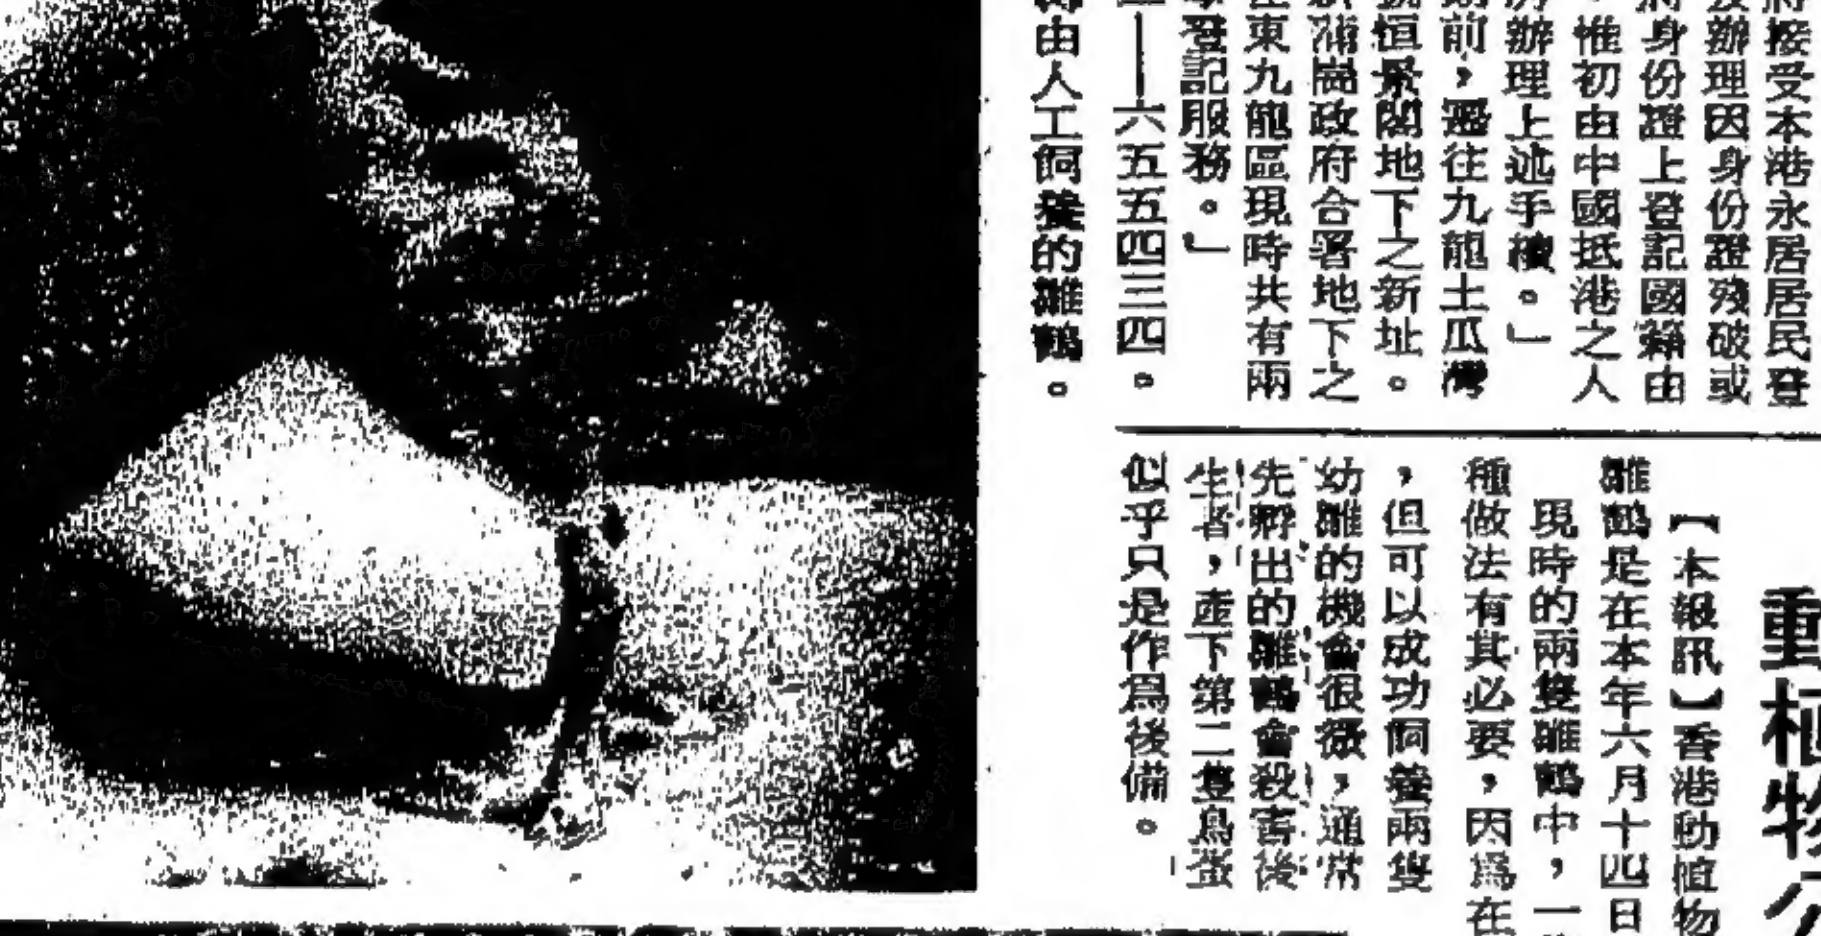 將接受本港永居居民登
發辦理因身份證殘破或
將身份證上登記國籍由
，惟初由中國抵港之人
辦理上述手續。」
前，遷往九龍土瓜灣
恒景閣地下之新址。
新蒲崗政府合署地下之
在東九龍區現時共有兩
登記服務。」
——六五五四三四。
由人工飼養的雛鶴。
動植物公
【本報訊】香港動植物
雛鶴是在本年六月十四日
現時的兩隻雛鶴中，一
種做法有其必要，因為在
，但可以成功飼養兩隻
幼雛的機會很微，通常
先孵出的雛鶴會殺害後
生者，產下第二隻鳥蛋
似乎只是作為後備。